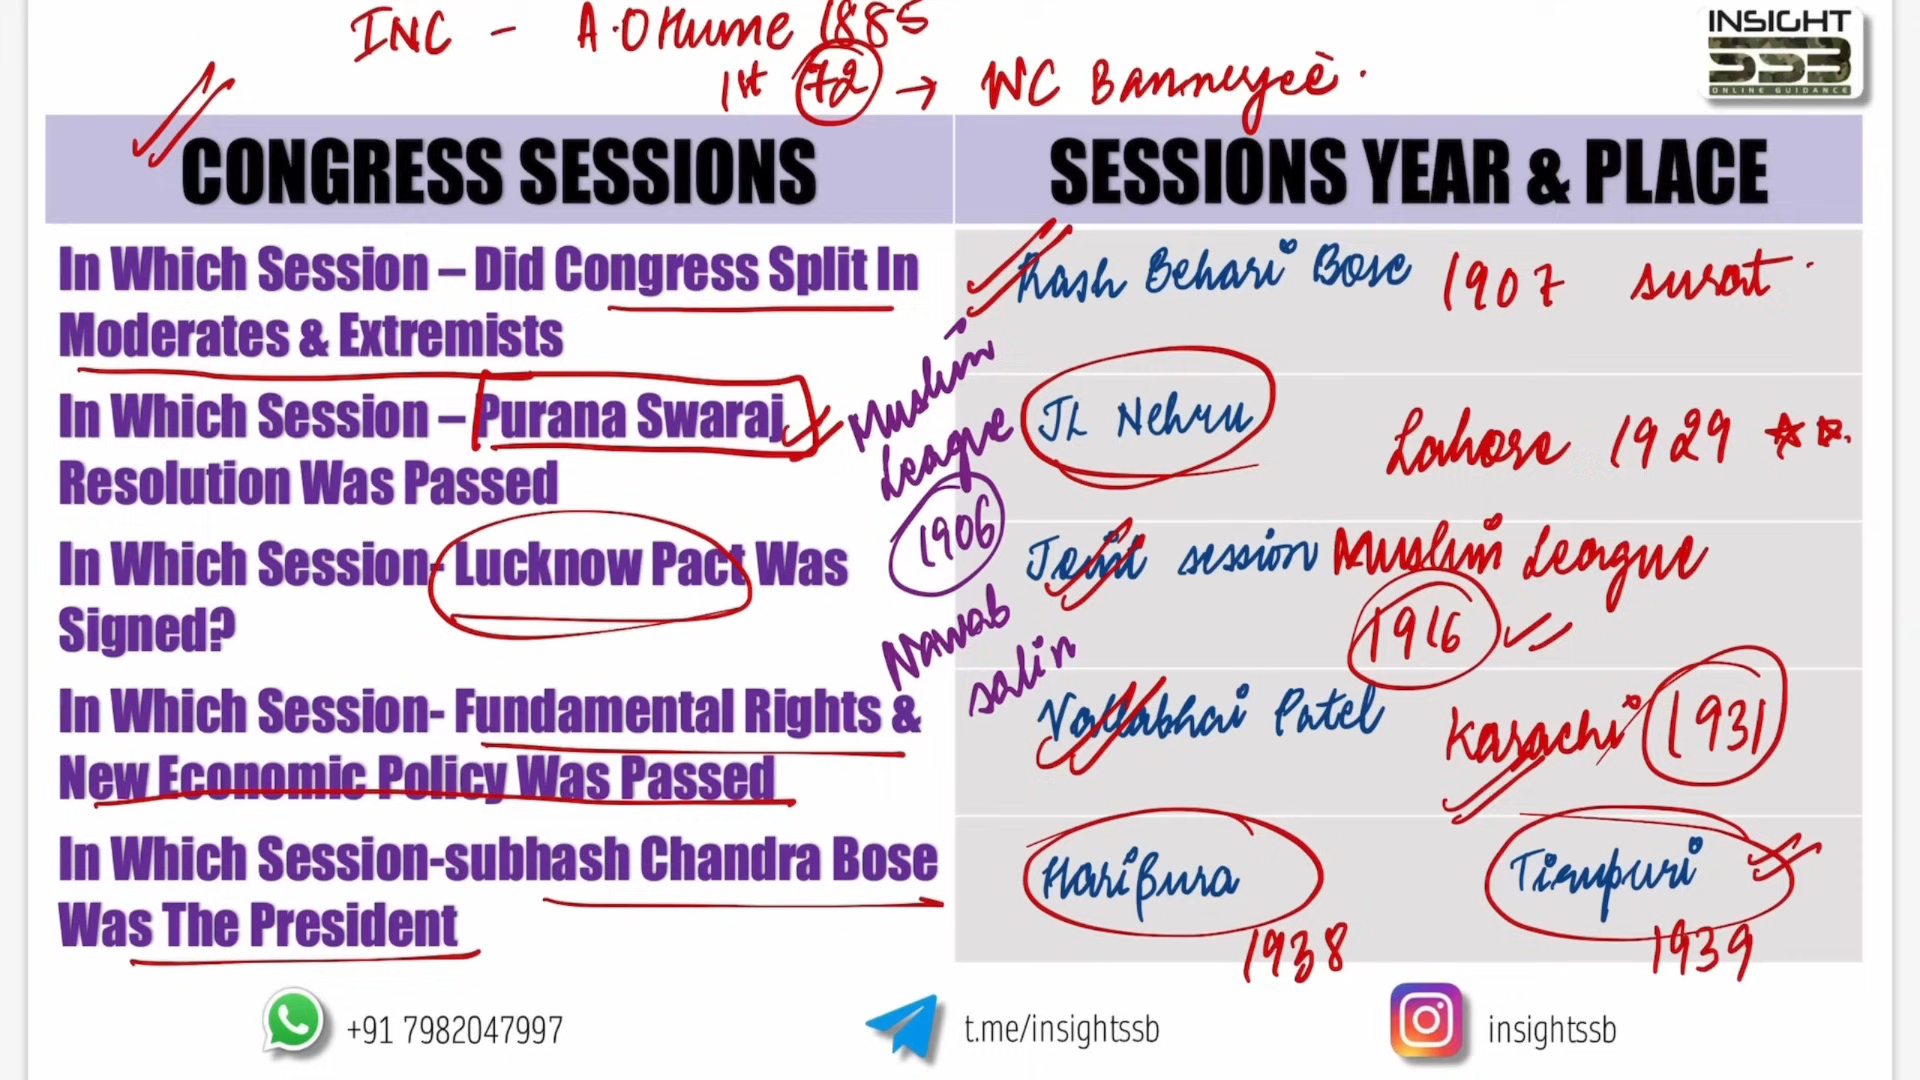 INC - A.O Hume 1885
1st 72 → WC Bannerjee.
INSIGHT
SSB
ONLINE GUIDANCE
CONGRESS SESSIONS
SESSIONS YEAR & PLACE
In Which Session – Did Congress Split In
Moderates & Extremists
Rash Behari Bose 1907 surat.
In Which Session – Purana Swaraj
Resolution Was Passed
JL Nehru Lahore 1929
Muslim
League
1906
Nawab
salim
In Which Session- Lucknow Pact Was
Signed?
Joint session Muslim League
1916
In Which Session- Fundamental Rights &
New Economic Policy Was Passed
Vallabhai Patel Karachi 1931
In Which Session-subhash Chandra Bose
Was The President
Haripura Tirupuri
1938 1939
+91 7982047997
t.me/insightssb
insightssb